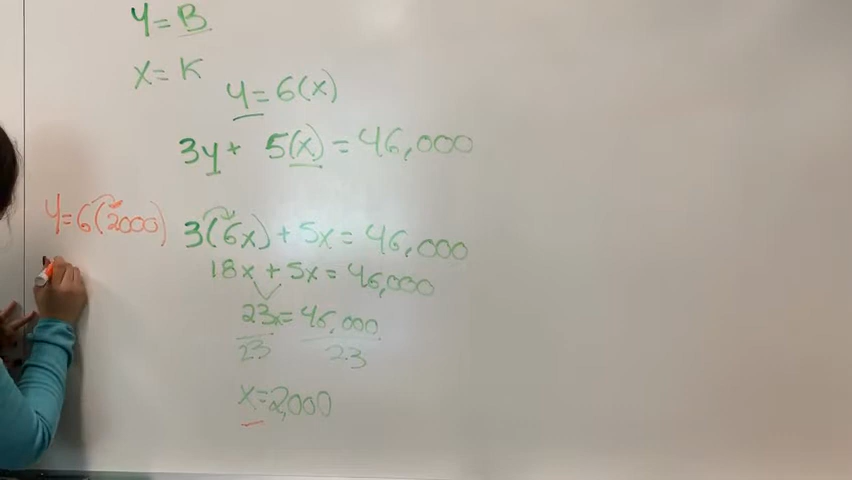 y = B
x = K
y = 6(x)
3y + 5(x) = 46,000
y = 6(2000)
3(6x) + 5x = 46,000
18x + 5x = 46,000
23x = 46,000
23 23
x = 2,000